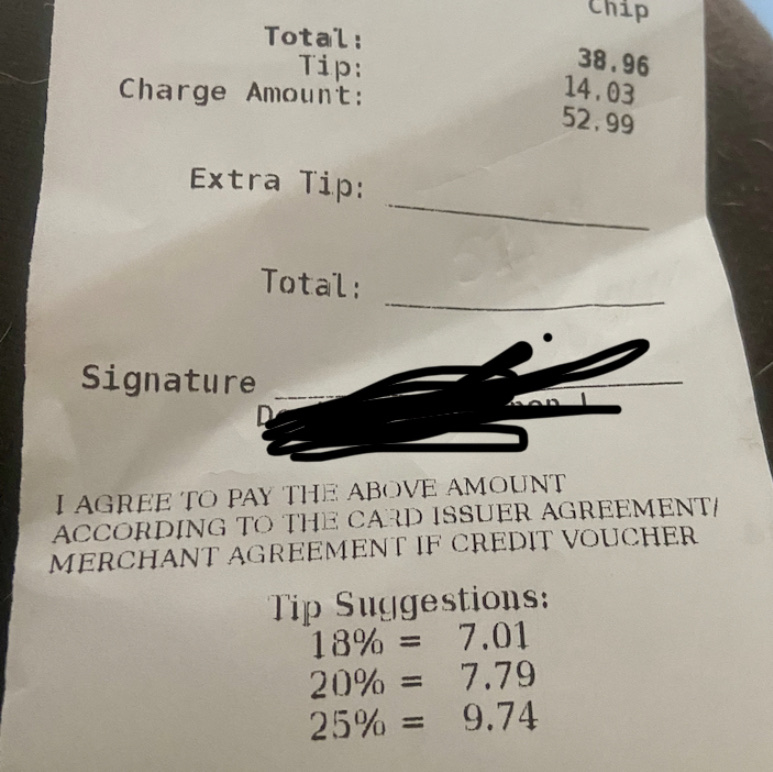 Chip
Total: 38.96
Tip: 14.03
Charge Amount: 52.99
Extra Tip:
Total:
Signature
I AGREE TO PAY THE ABOVE AMOUNT
ACCORDING TO THE CARD ISSUER AGREEMENT/
MERCHANT AGREEMENT IF CREDIT VOUCHER
Tip Suggestions:
18% = 7.01
20% = 7.79
25% = 9.74